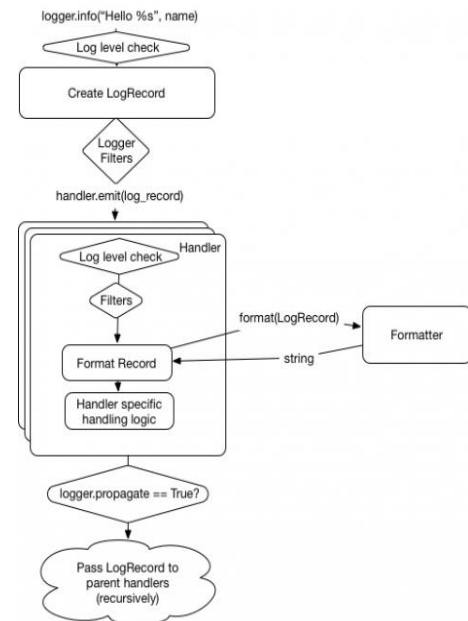 logger.info("Hello %s", name)
Log level check
Create LogRecord
Logger
Filters
handler.emit(log_record)
Handler
Log level check
Filters
format(LogRecord)
Formatter
string
Format Record
Handler specific
handling logic
logger.propagate == True?
Pass LogRecord to
parent handlers
(recursively)